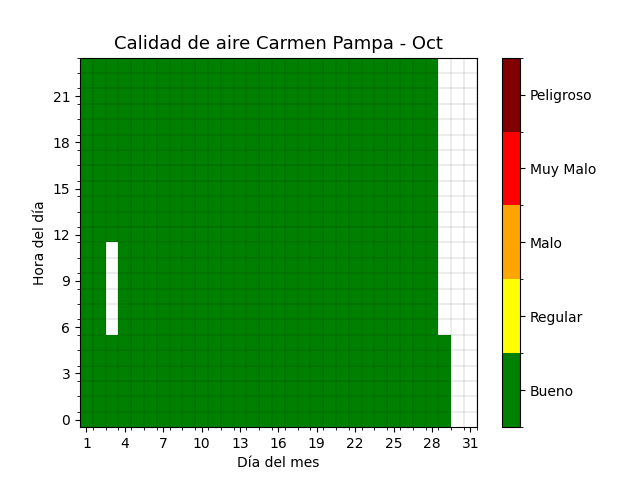 Calidad de aire Carmen Pampa - Oct
Hora del día
21
18
15
12
9
6
3
0
1 4 7 10 13 16 19 22 25 28 31
Día del mes
Peligroso
Muy Malo
Malo
Regular
Bueno